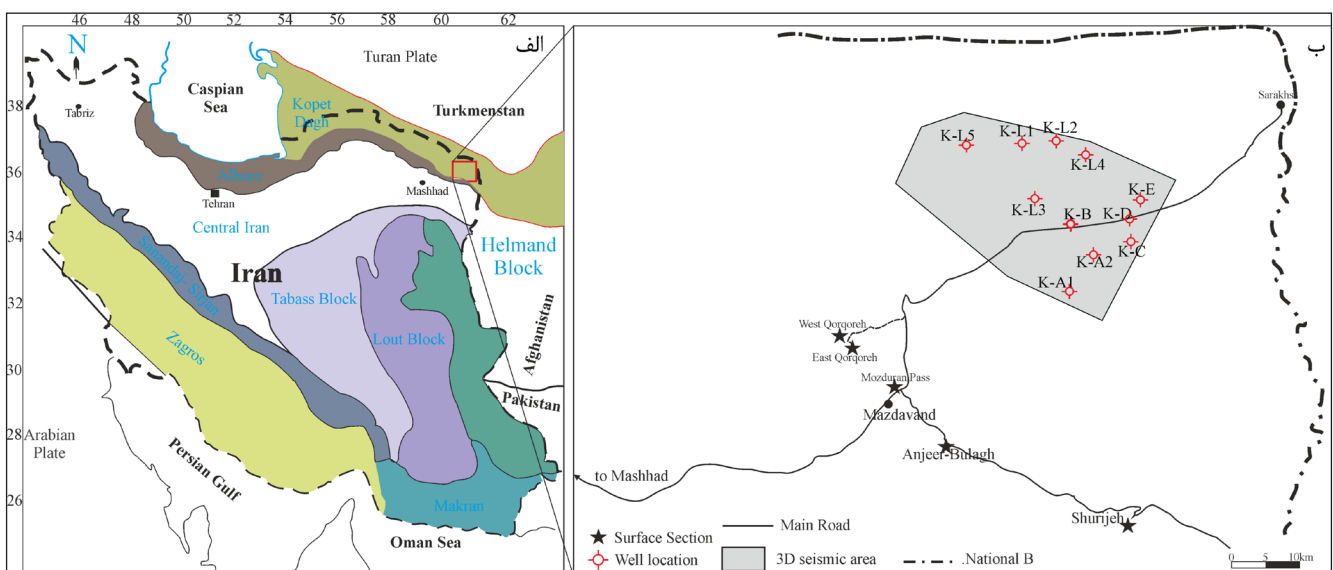 46 48 50 52 54 56 58 60 62
الف
N
Turan Plate
Caspian
Sea
Kopet
Dagh
Turkmenstan
38
Tabriz
36
Alborz
Mashhad
Tehran
Central Iran
34
Helmand
Block
Sanandaj- Sirjan
Iran
32
Tabass Block
Zagros
Lout Block
Afghanistan
30
Pakistan
28
Arabian
Plate
Persian Gulf
26
Makran
Oman Sea
ب
Sarakhs
K-L5
K-L1
K-L2
K-L4
K-E
K-L3
K-B
K-D
K-C
K-A2
K-A1
West Qorqoreh
East Qorqoreh
Mozduran Pass
Mazdavand
Anjeer-Bulagh
to Mashhad
Shurijeh
Surface Section
Main Road
Well location
3D seismic area
.National B
0 5 10km